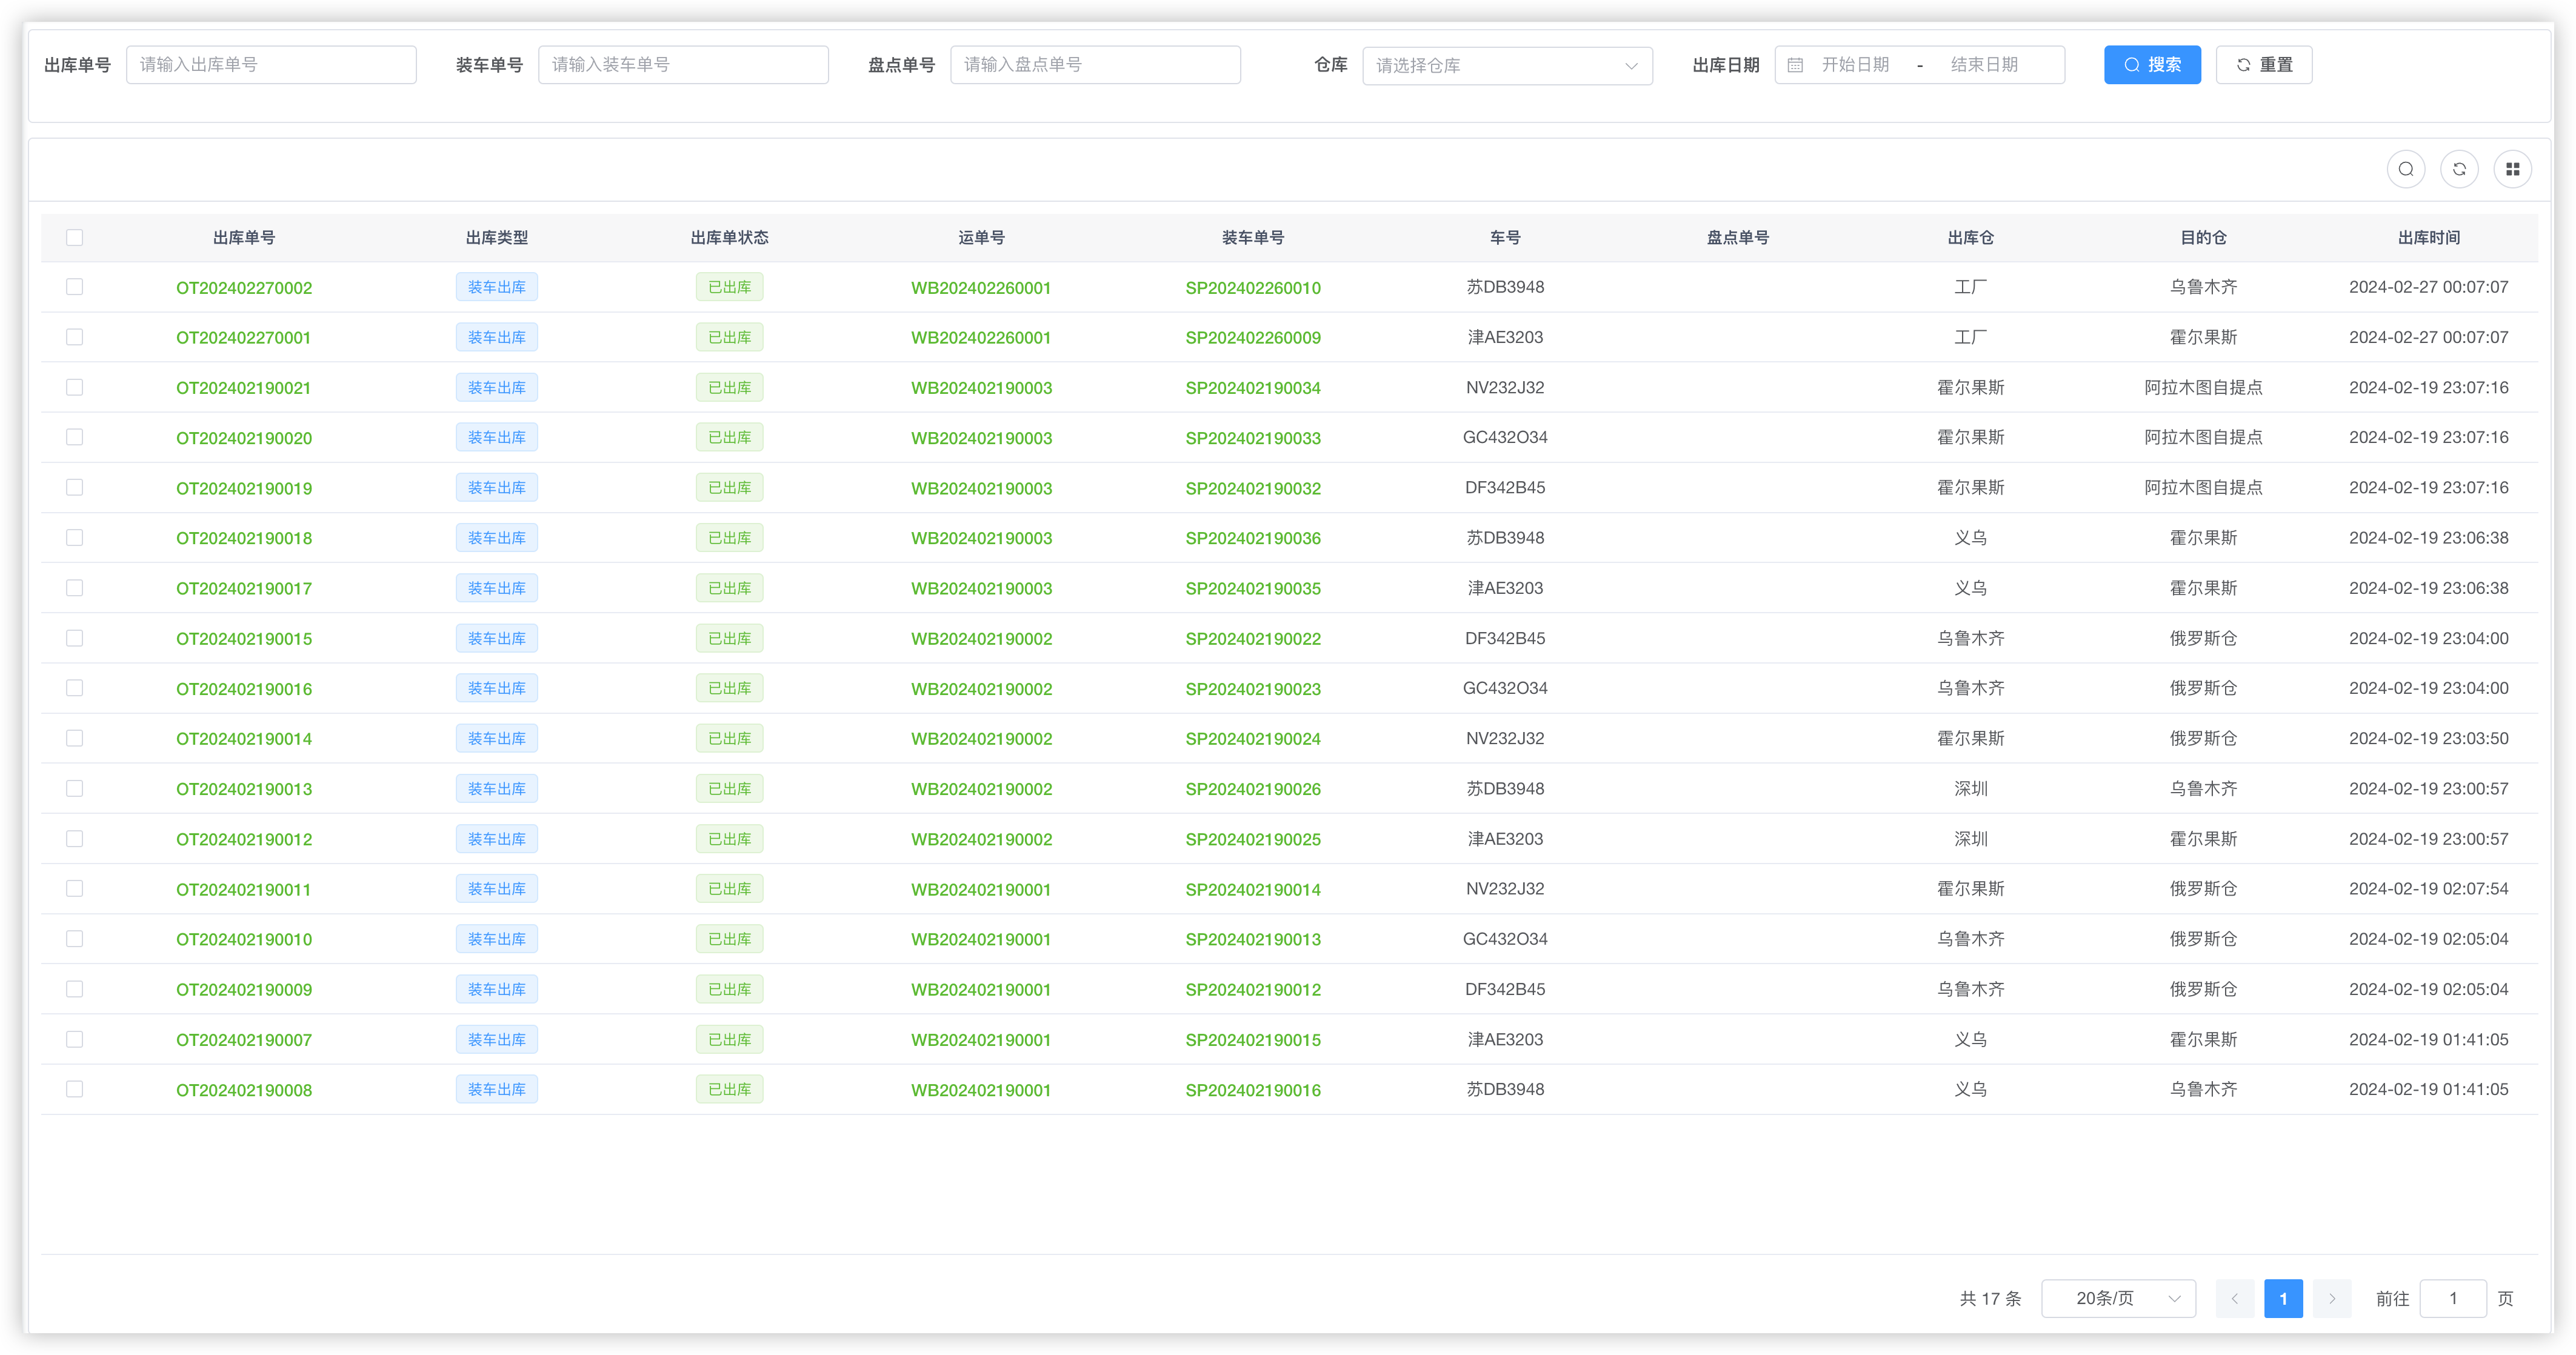 出库单号 请输入出库单号 装车单号 请输入装车单号 盘点单号 请输入盘点单号 仓库 请选择仓库 出库日期 开始日期 - 结束日期 搜索 重置
出库单号 出库类型 出库单状态 运单号 装车单号 车号 盘点单号 出库仓 目的仓 出库时间
OT202402270002 装车出库 已出库 WB202402260001 SP202402260010 苏DB3948 工厂 乌鲁木齐 2024-02-27 00:07:07
OT202402270001 装车出库 已出库 WB202402260001 SP202402260009 津AE3203 工厂 霍尔果斯 2024-02-27 00:07:07
OT202402190021 装车出库 已出库 WB202402190003 SP202402190034 NV232J32 霍尔果斯 阿拉木图自提点 2024-02-19 23:07:16
OT202402190020 装车出库 已出库 WB202402190003 SP202402190033 GC432O34 霍尔果斯 阿拉木图自提点 2024-02-19 23:07:16
OT202402190019 装车出库 已出库 WB202402190003 SP202402190032 DF342B45 霍尔果斯 阿拉木图自提点 2024-02-19 23:07:16
OT202402190018 装车出库 已出库 WB202402190003 SP202402190036 苏DB3948 义乌 霍尔果斯 2024-02-19 23:06:38
OT202402190017 装车出库 已出库 WB202402190003 SP202402190035 津AE3203 义乌 霍尔果斯 2024-02-19 23:06:38
OT202402190015 装车出库 已出库 WB202402190002 SP202402190022 DF342B45 乌鲁木齐 俄罗斯仓 2024-02-19 23:04:00
OT202402190016 装车出库 已出库 WB202402190002 SP202402190023 GC432O34 乌鲁木齐 俄罗斯仓 2024-02-19 23:04:00
OT202402190014 装车出库 已出库 WB202402190002 SP202402190024 NV232J32 霍尔果斯 俄罗斯仓 2024-02-19 23:03:50
OT202402190013 装车出库 已出库 WB202402190002 SP202402190026 苏DB3948 深圳 乌鲁木齐 2024-02-19 23:00:57
OT202402190012 装车出库 已出库 WB202402190002 SP202402190025 津AE3203 深圳 霍尔果斯 2024-02-19 23:00:57
OT202402190011 装车出库 已出库 WB202402190001 SP202402190014 NV232J32 霍尔果斯 俄罗斯仓 2024-02-19 02:07:54
OT202402190010 装车出库 已出库 WB202402190001 SP202402190013 GC432O34 乌鲁木齐 俄罗斯仓 2024-02-19 02:05:04
OT202402190009 装车出库 已出库 WB202402190001 SP202402190012 DF342B45 乌鲁木齐 俄罗斯仓 2024-02-19 02:05:04
OT202402190007 装车出库 已出库 WB202402190001 SP202402190015 津AE3203 义乌 霍尔果斯 2024-02-19 01:41:05
OT202402190008 装车出库 已出库 WB202402190001 SP202402190016 苏DB3948 义乌 乌鲁木齐 2024-02-19 01:41:05
共 17 条 20条/页 1 前往 1 页